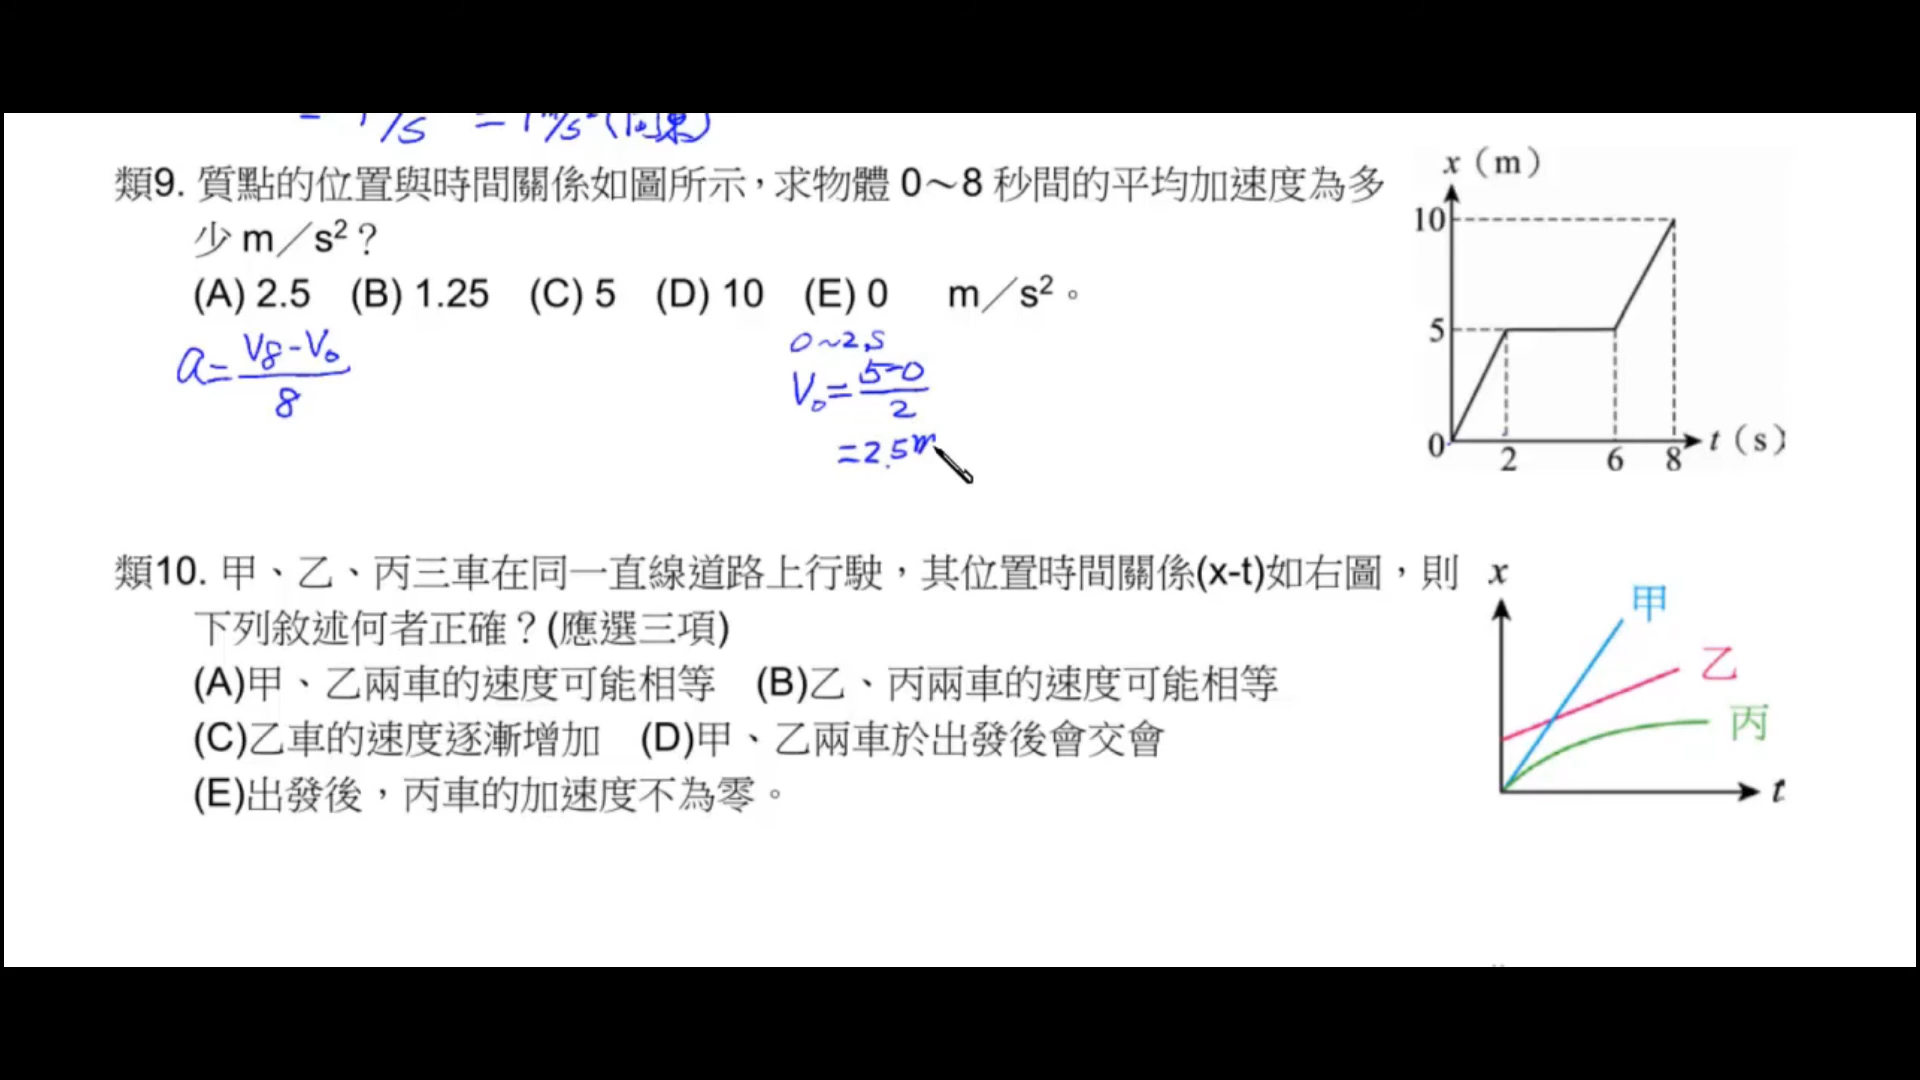 = 1 /s = 1 m/s² (向東)
類9. 質點的位置與時間關係如圖所示，求物體 0～8 秒間的平均加速度為多
少 m／s²？
(A) 2.5 (B) 1.25 (C) 5 (D) 10 (E) 0 m／s²。
a = V8-V0 / 8
0~2s
V0 = 5-0 / 2
= 2.5 m
x（m）
10
5
0
2 6 8
t（s）
類10. 甲、乙、丙三車在同一直線道路上行駛，其位置時間關係(x-t)如右圖，則
下列敘述何者正確？(應選三項)
(A)甲、乙兩車的速度可能相等 (B)乙、丙兩車的速度可能相等
(C)乙車的速度逐漸增加 (D)甲、乙兩車於出發後會交會
(E)出發後，丙車的加速度不為零。
x
甲
乙
丙
t